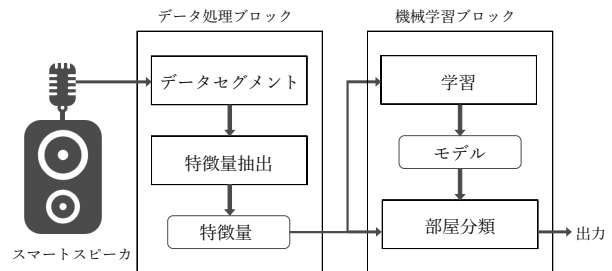 データ処理ブロック
機械学習ブロック
データセグメント
学習
特徴量抽出
モデル
特徴量
部屋分類
出力
スマートスピーカ